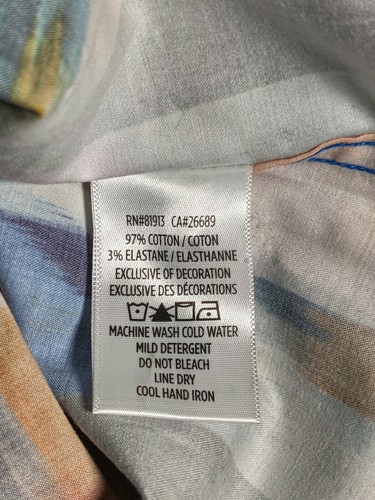 RN#81913 CA#26689
97% COTTON / COTON
3% ELASTANE / ELASTHANNE
EXCLUSIVE OF DECORATION
EXCLUSIVE DES DÉCORATIONS
MACHINE WASH COLD WATER
MILD DETERGENT
DO NOT BLEACH
LINE DRY
COOL HAND IRON